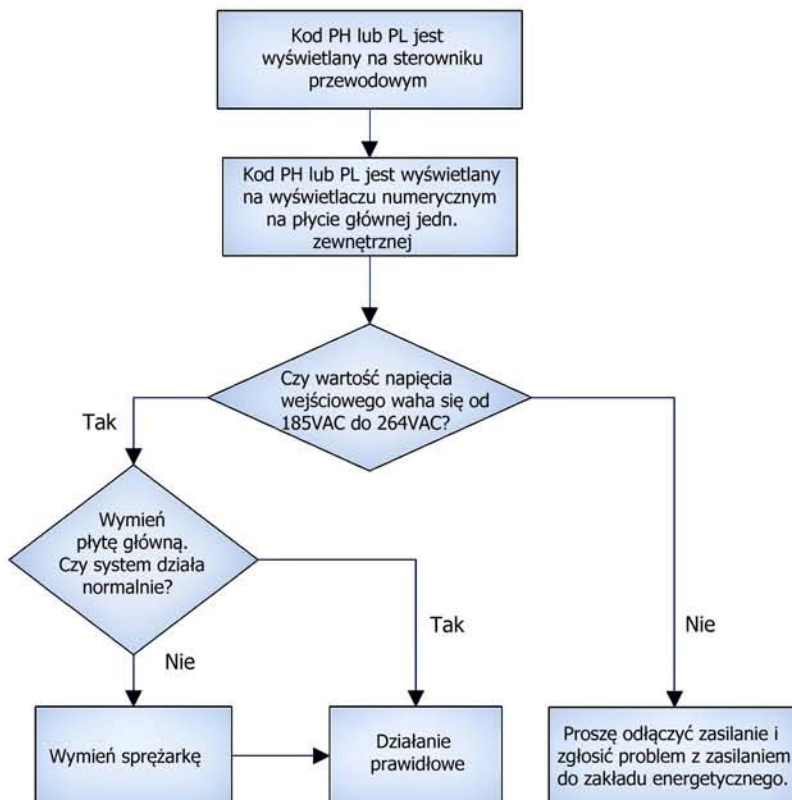 Kod PH lub PL jest
wyświetlany na sterowniku
przewodowym
Kod PH lub PL jest wyświetlany
na wyświetlaczu numerycznym
na płycie głównej jedn.
zewnętrznej
Czy wartość napięcia
wejściowego waha się od
185VAC do 264VAC?
Tak
Wymień
płytę główną.
Czy system działa
normalnie?
Tak
Nie
Nie
Wymień sprężarkę
Działanie
prawidłowe
Proszę odłączyć zasilanie i
zgłosić problem z zasilaniem
do zakładu energetycznego.